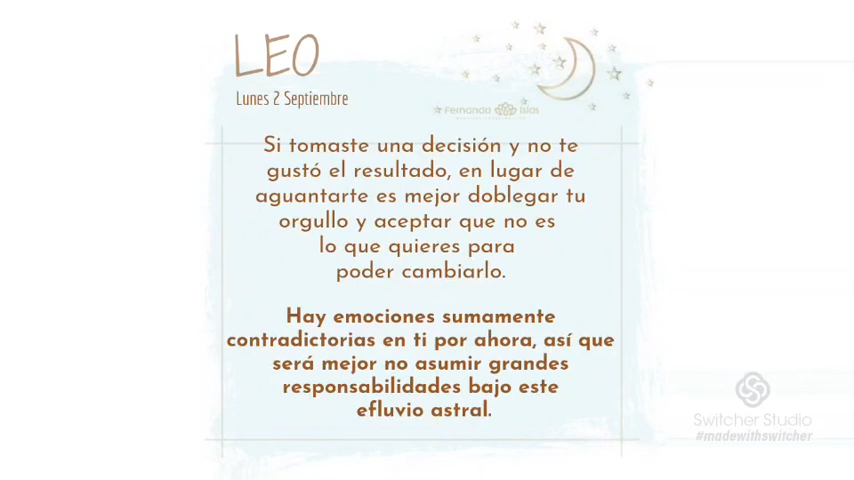 LEO
Lunes 2 Septiembre
Fernanda Islas
Si tomaste una decisión y no te
gustó el resultado, en lugar de
aguantarte es mejor doblegar tu
orgullo y aceptar que no es
lo que quieres para
poder cambiarlo.
Hay emociones sumamente
contradictorias en ti por ahora, así que
será mejor no asumir grandes
responsabilidades bajo este
efluvio astral.
Switcher Studio
#madewithswitcher